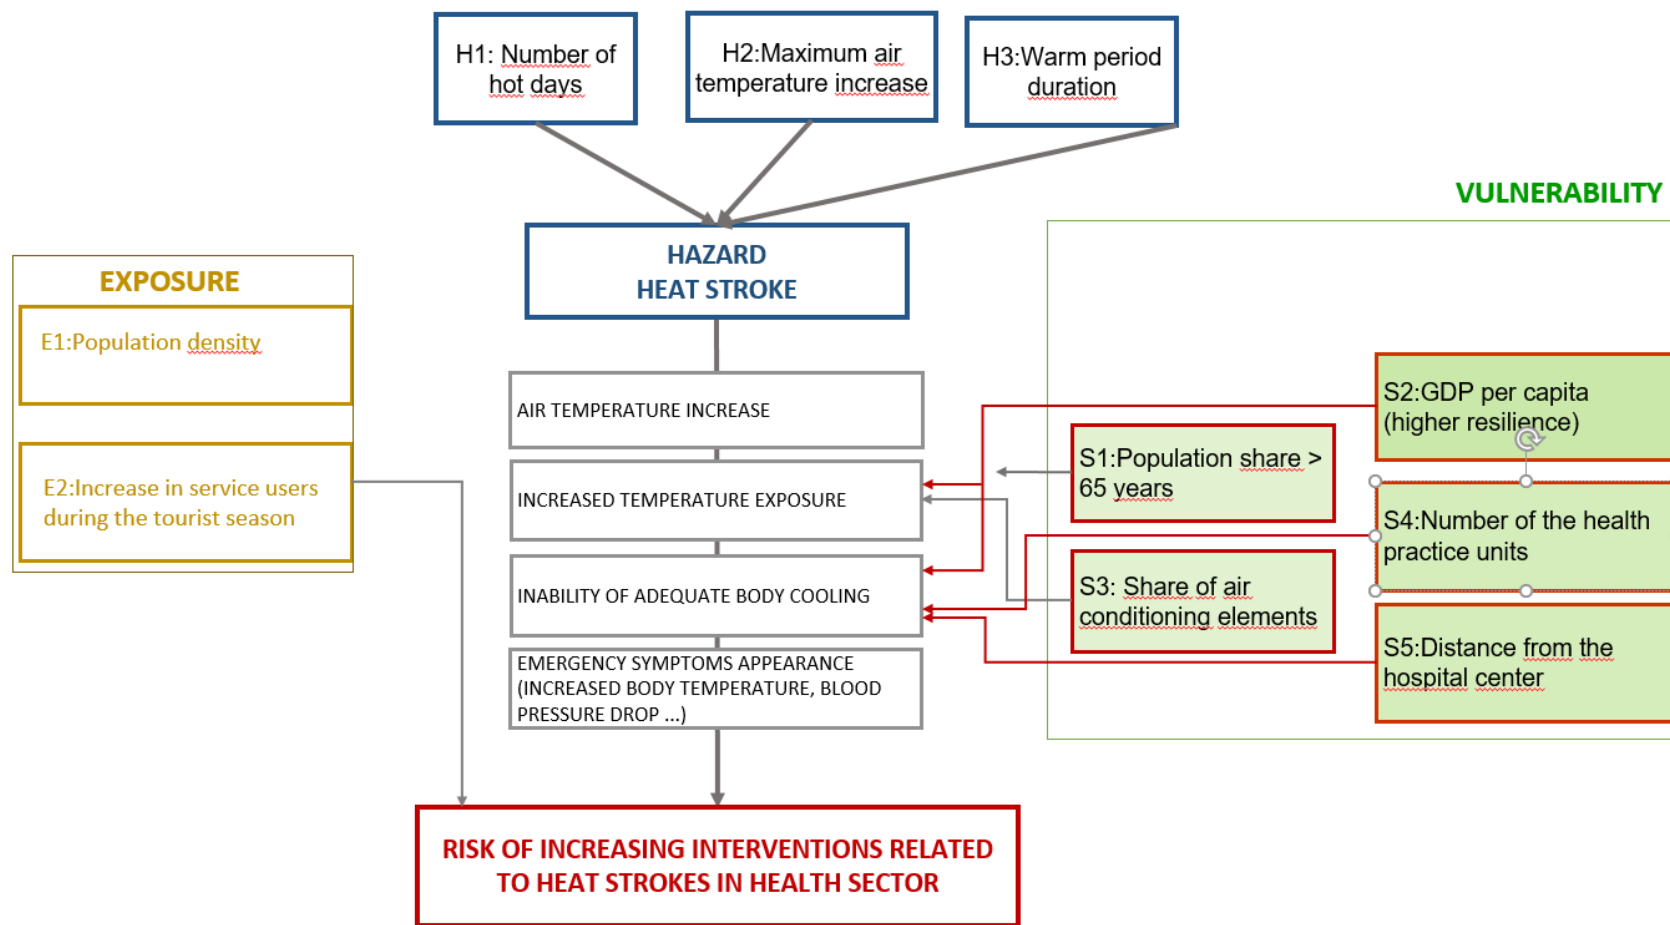 H1: Number of
hot days
H2:Maximum air
temperature increase
H3:Warm period
duration
VULNERABILITY
HAZARD
HEAT STROKE
EXPOSURE
E1:Population density
E2:Increase in service users
during the tourist season
AIR TEMPERATURE INCREASE
INCREASED TEMPERATURE EXPOSURE
INABILITY OF ADEQUATE BODY COOLING
EMERGENCY SYMPTOMS APPEARANCE
(INCREASED BODY TEMPERATURE, BLOOD
PRESSURE DROP ...)
S2:GDP per capita
(higher resilience)
S1:Population share >
65 years
S4:Number of the health
practice units
S3: Share of air
conditioning elements
S5:Distance from the
hospital center
RISK OF INCREASING INTERVENTIONS RELATED
TO HEAT STROKES IN HEALTH SECTOR